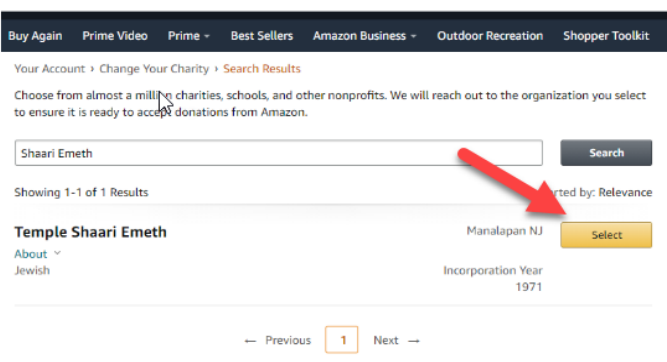 Buy Again Prime Video Prime Best Sellers Amazon Business Outdoor Recreation Shopper Toolkit
Your Account › Change Your Charity › Search Results
Choose from almost a million charities, schools, and other nonprofits. We will reach out to the organization you select
to ensure it is ready to accept donations from Amazon.
Shaari Emeth Search
Showing 1-1 of 1 Results rted by: Relevance
Temple Shaari Emeth Manalapan NJ Select
About
Jewish Incorporation Year
1971
← Previous 1 Next →